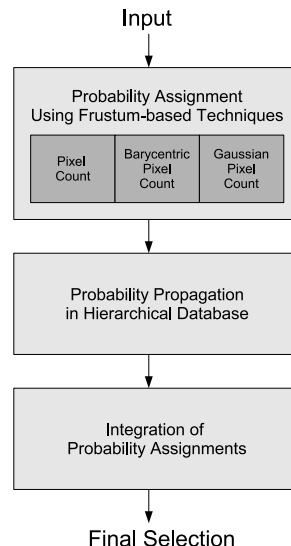 Input
Probability Assignment
Using Frustum-based Techniques
Pixel
Count
Barycentric
Pixel
Count
Gaussian
Pixel
Count
Probability Propagation
in Hierarchical Database
Integration of
Probability Assignments
Final Selection